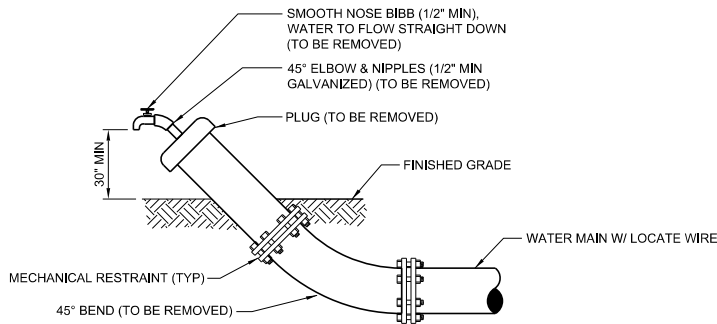 SMOOTH NOSE BIBB (1/2" MIN),
WATER TO FLOW STRAIGHT DOWN
(TO BE REMOVED)
45° ELBOW & NIPPLES (1/2" MIN
GALVANIZED) (TO BE REMOVED)
PLUG (TO BE REMOVED)
30" MIN
FINISHED GRADE
WATER MAIN W/ LOCATE WIRE
MECHANICAL RESTRAINT (TYP)
45° BEND (TO BE REMOVED)